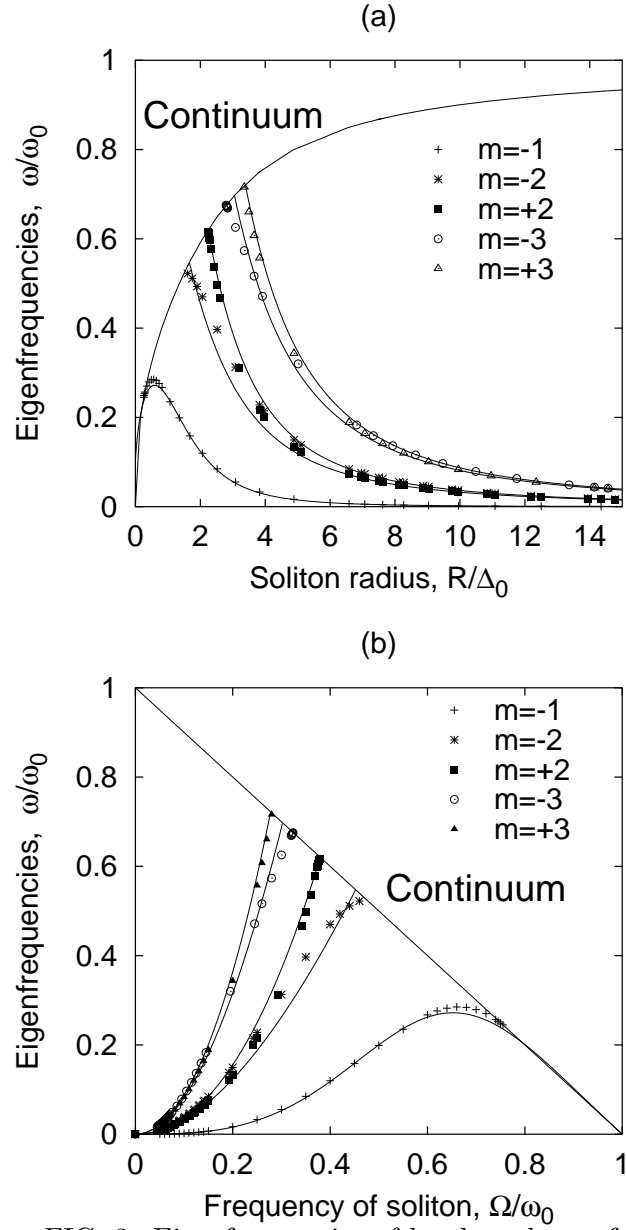 (a)
1
Continuum
m=-1
m=-2
m=+2
m=-3
m=+3
0.8
0.6
0.4
0.2
0
Eigenfrequencies, ω/ω₀
0 2 4 6 8 10 12 14
Soliton radius, R/Δ₀
(b)
1
m=-1
m=-2
m=+2
m=-3
m=+3
Continuum
0.8
0.6
0.4
0.2
0
Eigenfrequencies, ω/ω₀
0 0.2 0.4 0.6 0.8 1
Frequency of soliton, Ω/ω₀